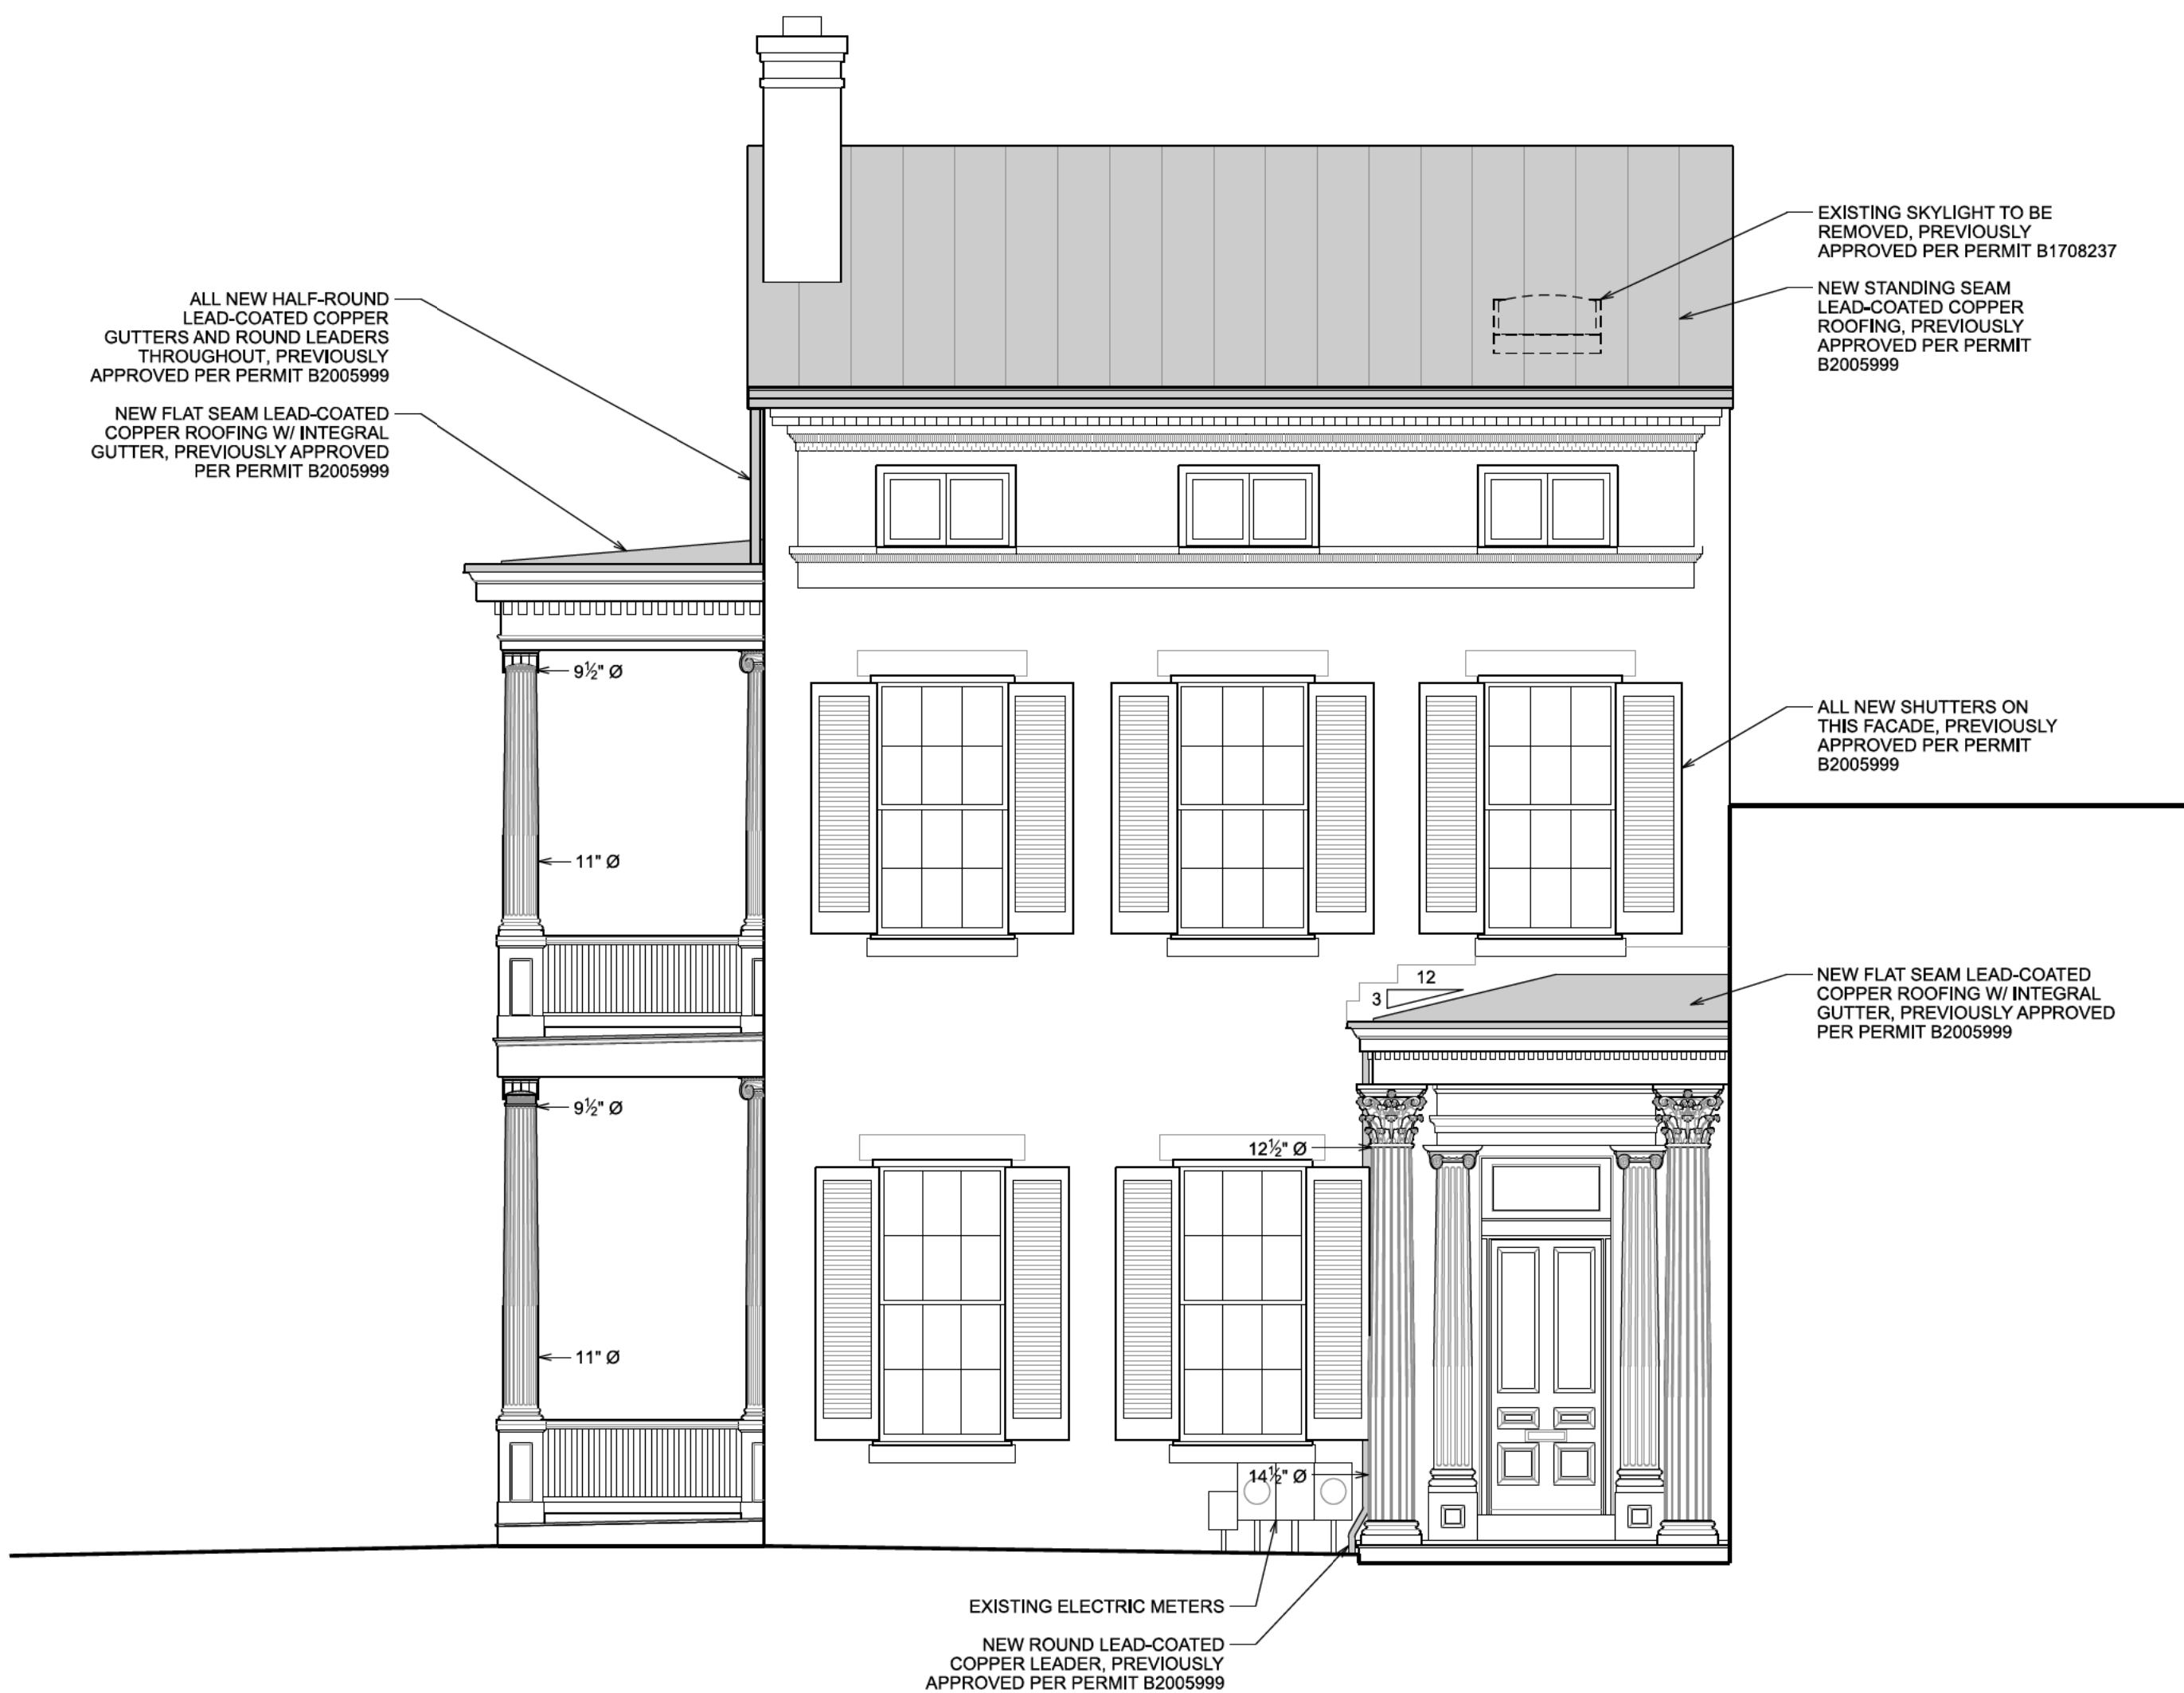 EXISTING SKYLIGHT TO BE
REMOVED, PREVIOUSLY
APPROVED PER PERMIT B1708237
NEW STANDING SEAM
LEAD-COATED COPPER
ROOFING, PREVIOUSLY
APPROVED PER PERMIT
B2005999
ALL NEW HALF-ROUND
LEAD-COATED COPPER
GUTTERS AND ROUND LEADERS
THROUGHOUT, PREVIOUSLY
APPROVED PER PERMIT B2005999
NEW FLAT SEAM LEAD-COATED
COPPER ROOFING W/ INTEGRAL
GUTTER, PREVIOUSLY APPROVED
PER PERMIT B2005999
9½" Ø
ALL NEW SHUTTERS ON
THIS FACADE, PREVIOUSLY
APPROVED PER PERMIT
B2005999
11" Ø
12
3
NEW FLAT SEAM LEAD-COATED
COPPER ROOFING W/ INTEGRAL
GUTTER, PREVIOUSLY APPROVED
PER PERMIT B2005999
9½" Ø
12½" Ø
11" Ø
14½" Ø
EXISTING ELECTRIC METERS
NEW ROUND LEAD-COATED
COPPER LEADER, PREVIOUSLY
APPROVED PER PERMIT B2005999